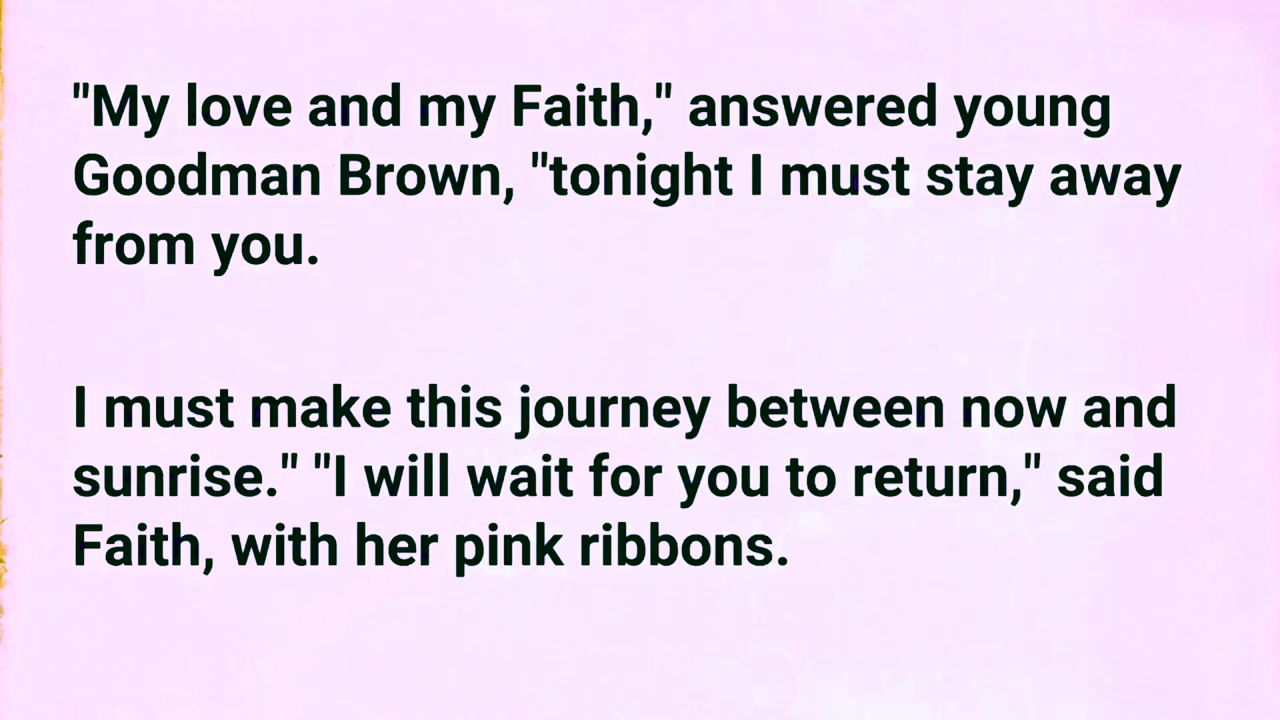 "My love and my Faith," answered young
Goodman Brown, "tonight I must stay away
from you.
I must make this journey between now and
sunrise." "I will wait for you to return," said
Faith, with her pink ribbons.